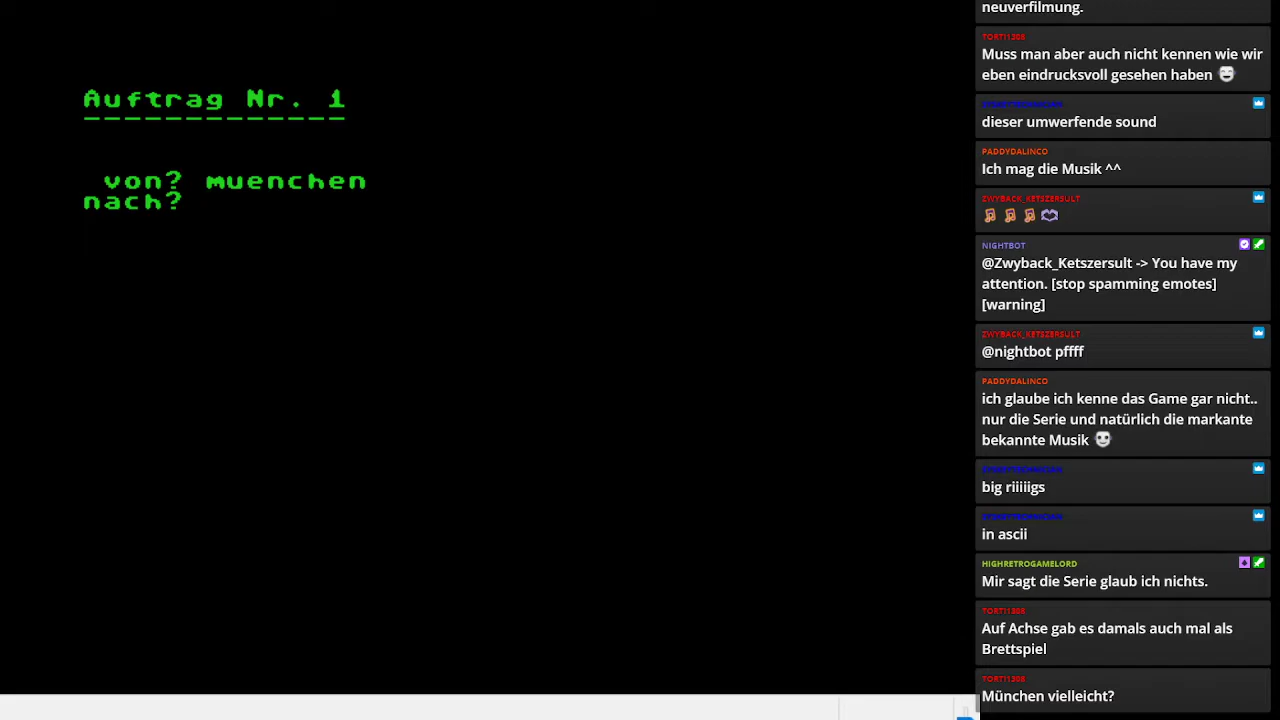 Auftrag Nr. 1
-------------
von? muenchen
nach?
neuverfilmung.
TORTI1308
Muss man aber auch nicht kennen wie wir
eben eindrucksvoll gesehen haben
dieser umwerfende sound
PADDYDALINCO
Ich mag die Musik ^^
ZWYBACK_KETSZERSULT
NIGHTBOT
@Zwyback_Ketszersult -> You have my
attention. [stop spamming emotes]
[warning]
ZWYBACK_KETSZERSULT
@nightbot pffff
PADDYDALINCO
ich glaube ich kenne das Game gar nicht..
nur die Serie und natürlich die markante
bekannte Musik
big riiiiigs
in ascii
HIGHRETROGAMELORD
Mir sagt die Serie glaub ich nichts.
TORTI1308
Auf Achse gab es damals auch mal als
Brettspiel
TORTI1308
München vielleicht?